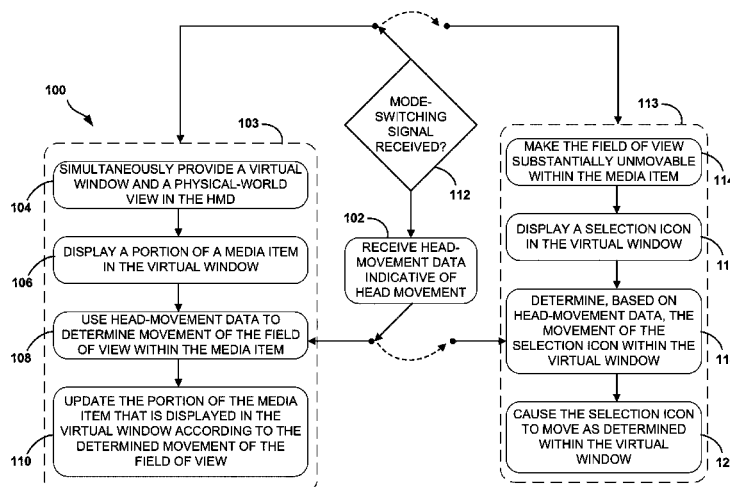 100
103
SIMULTANEOUSLY PROVIDE A VIRTUAL
WINDOW AND A PHYSICAL-WORLD
VIEW IN THE HMD
104
DISPLAY A PORTION OF A MEDIA ITEM
IN THE VIRTUAL WINDOW
106
USE HEAD-MOVEMENT DATA TO
DETERMINE MOVEMENT OF THE FIELD
OF VIEW WITHIN THE MEDIA ITEM
108
UPDATE THE PORTION OF THE MEDIA
ITEM THAT IS DISPLAYED IN THE
VIRTUAL WINDOW ACCORDING TO THE
DETERMINED MOVEMENT OF THE
FIELD OF VIEW
110
MODE-
SWITCHING
SIGNAL
RECEIVED?
112
102
RECEIVE HEAD-
MOVEMENT DATA
INDICATIVE OF
HEAD MOVEMENT
113
MAKE THE FIELD OF VIEW
SUBSTANTIALLY UNMOVABLE
WITHIN THE MEDIA ITEM
114
DISPLAY A SELECTION ICON
IN THE VIRTUAL WINDOW
DETERMINE, BASED ON
HEAD-MOVEMENT DATA, THE
MOVEMENT OF THE
SELECTION ICON WITHIN THE
VIRTUAL WINDOW
CAUSE THE SELECTION ICON
TO MOVE AS DETERMINED
WITHIN THE VIRTUAL
WINDOW